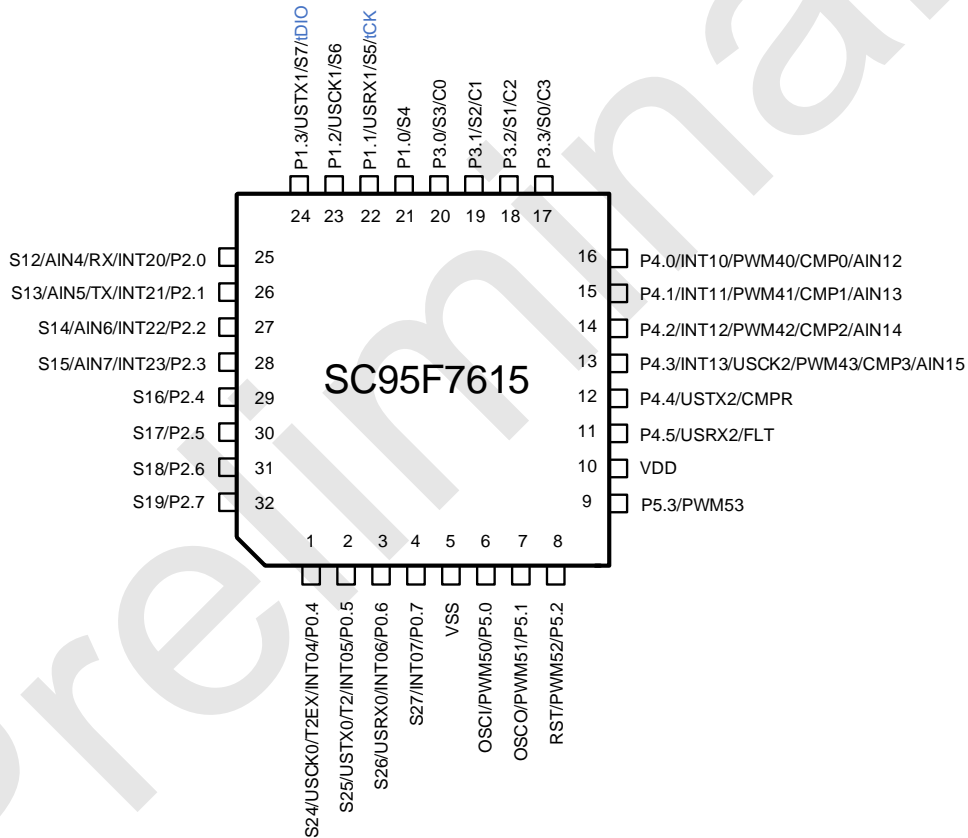 P1.3/USTX1/S7/tDIO
P1.2/USCK1/S6
P1.1/USRX1/S5/tCK
P1.0/S4
P3.0/S3/C0
P3.1/S2/C1
P3.2/S1/C2
P3.3/S0/C3
24 23 22 21 20 19 18 17
S12/AIN4/RX/INT20/P2.0 25
S13/AIN5/TX/INT21/P2.1 26
S14/AIN6/INT22/P2.2 27
S15/AIN7/INT23/P2.3 28
S16/P2.4 29
S17/P2.5 30
S18/P2.6 31
S19/P2.7 32
SC95F7615
16 P4.0/INT10/PWM40/CMP0/AIN12
15 P4.1/INT11/PWM41/CMP1/AIN13
14 P4.2/INT12/PWM42/CMP2/AIN14
13 P4.3/INT13/USCK2/PWM43/CMP3/AIN15
12 P4.4/USTX2/CMPR
11 P4.5/USRX2/FLT
10 VDD
9 P5.3/PWM53
1 2 3 4 5 6 7 8
S24/USCK0/T2EX/INT04/P0.4
S25/USTX0/T2/INT05/P0.5
S26/USRX0/INT06/P0.6
S27/INT07/P0.7
VSS
OSCI/PWM50/P5.0
OSCO/PWM51/P5.1
RST/PWM52/P5.2
Prelimina